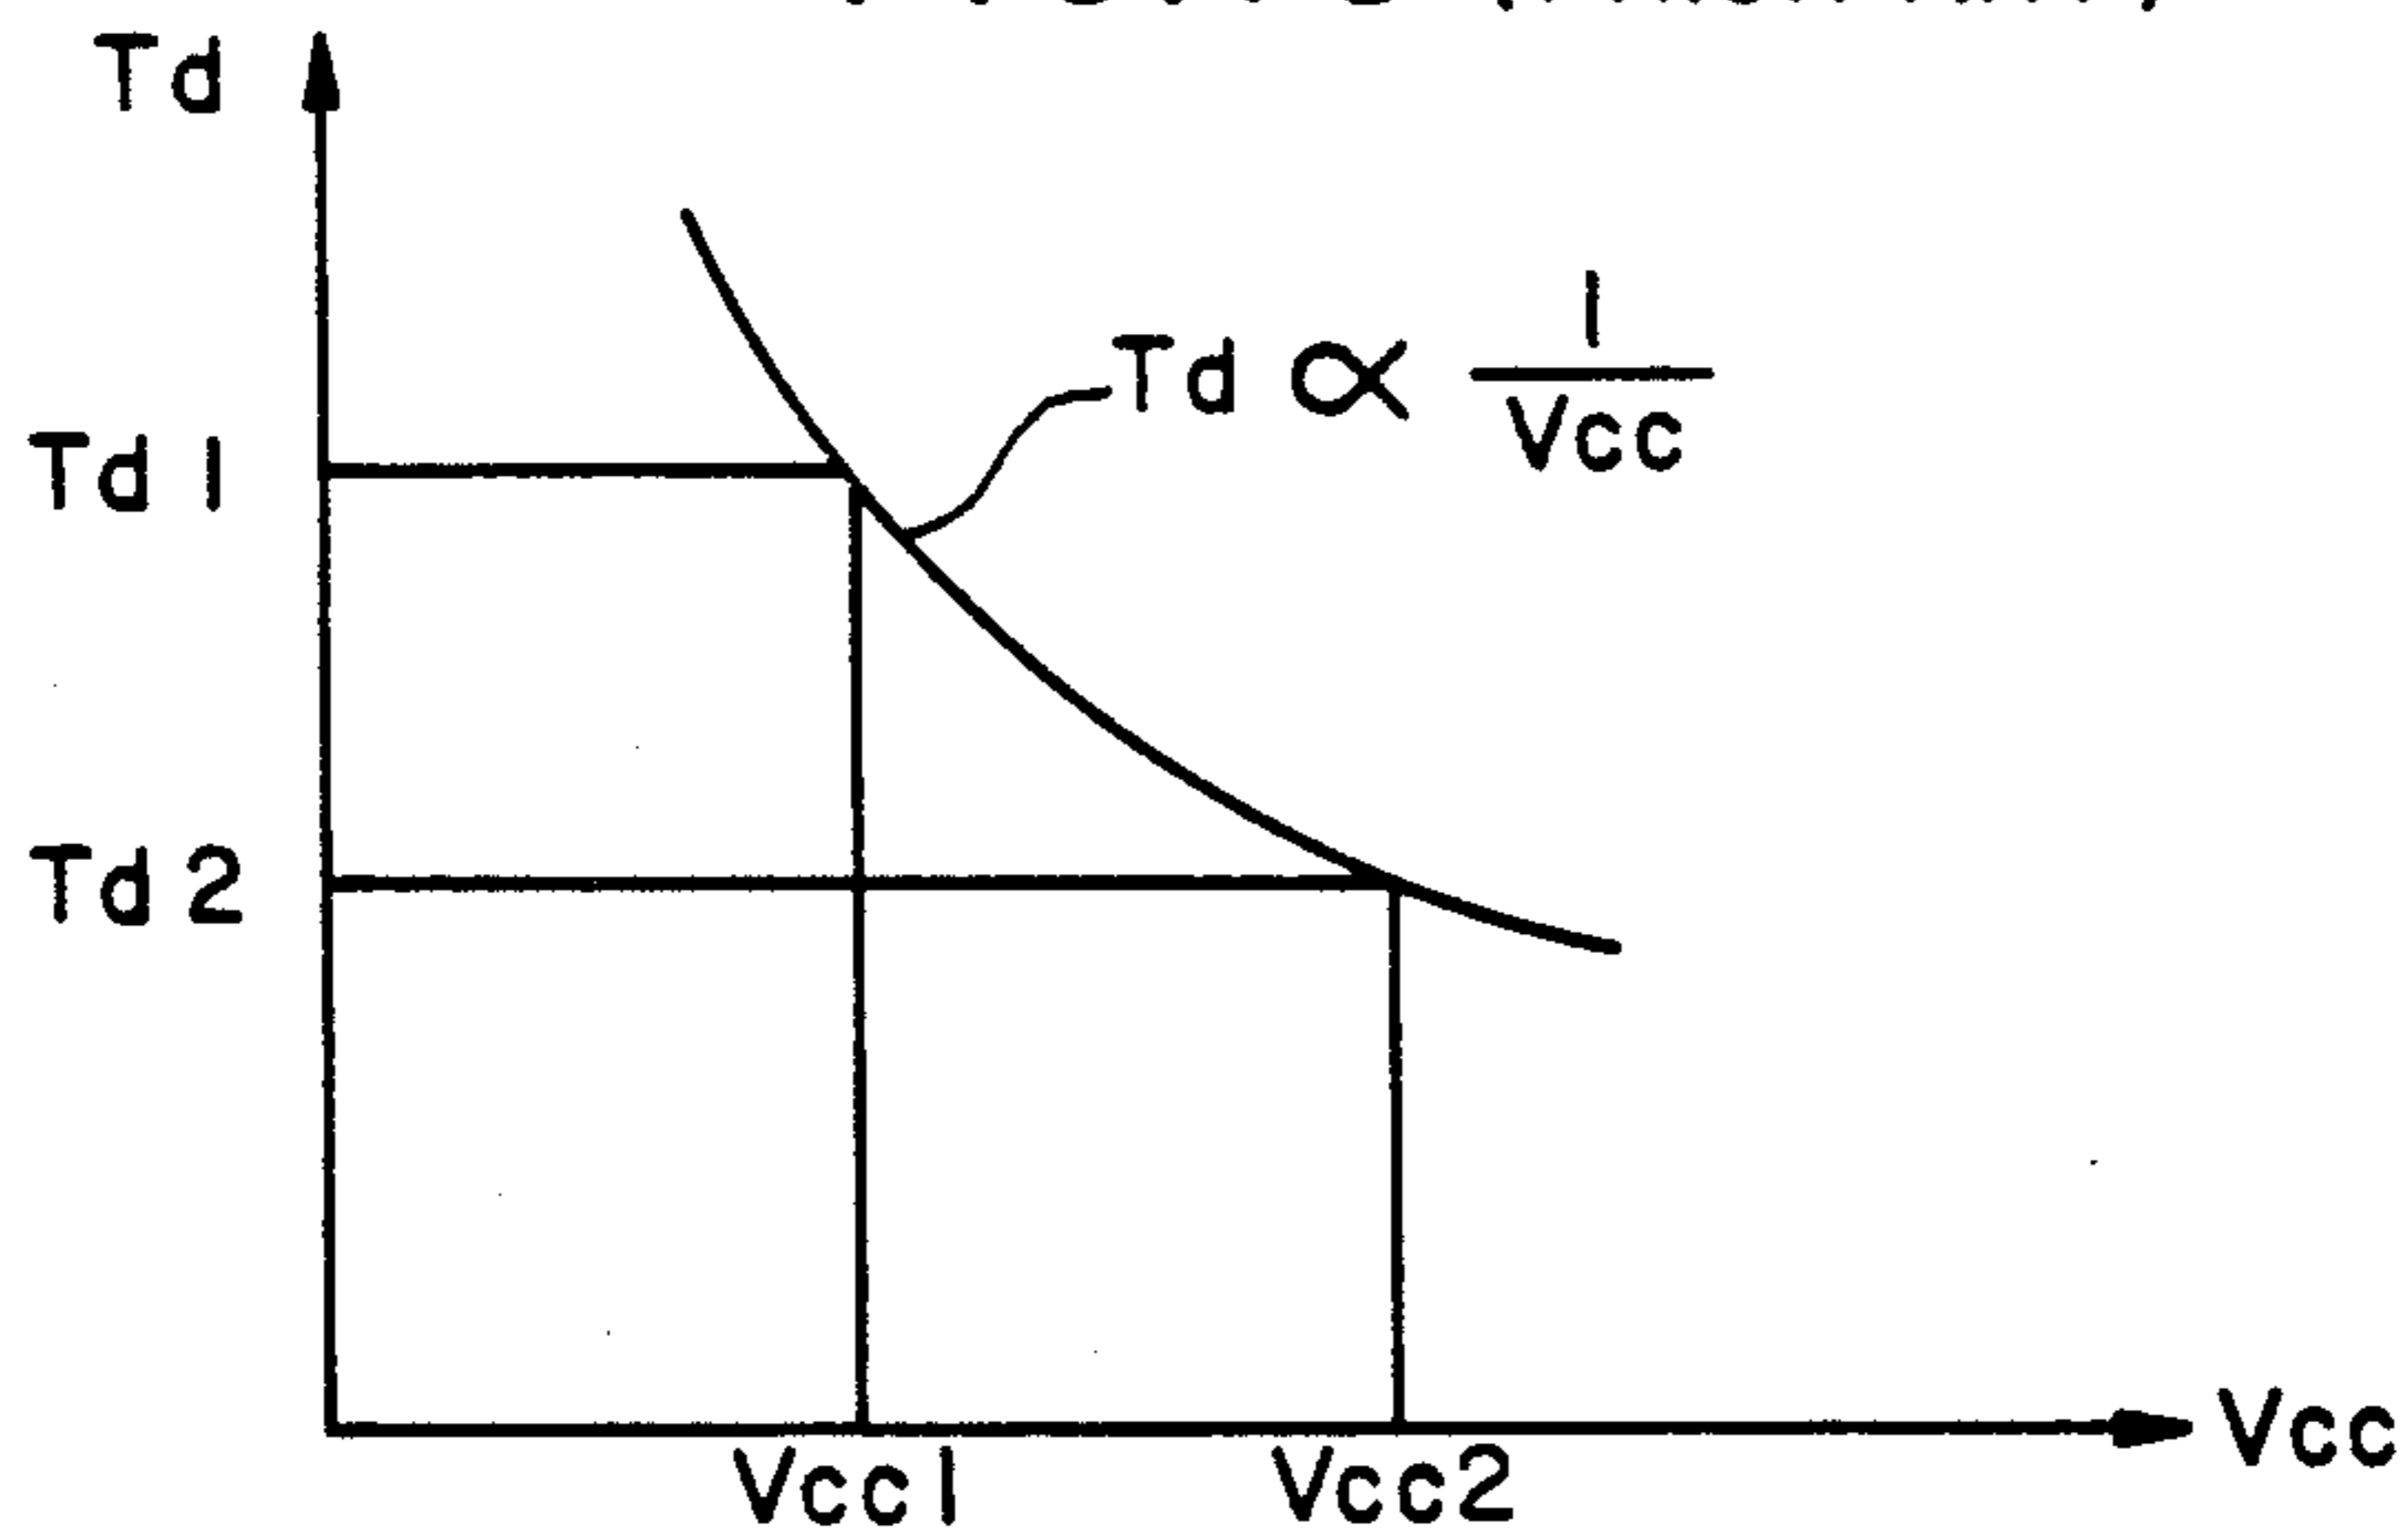 Td
Td ∝ 1/Vcc
Td 1
Td 2
Vcc
Vcc1 Vcc2